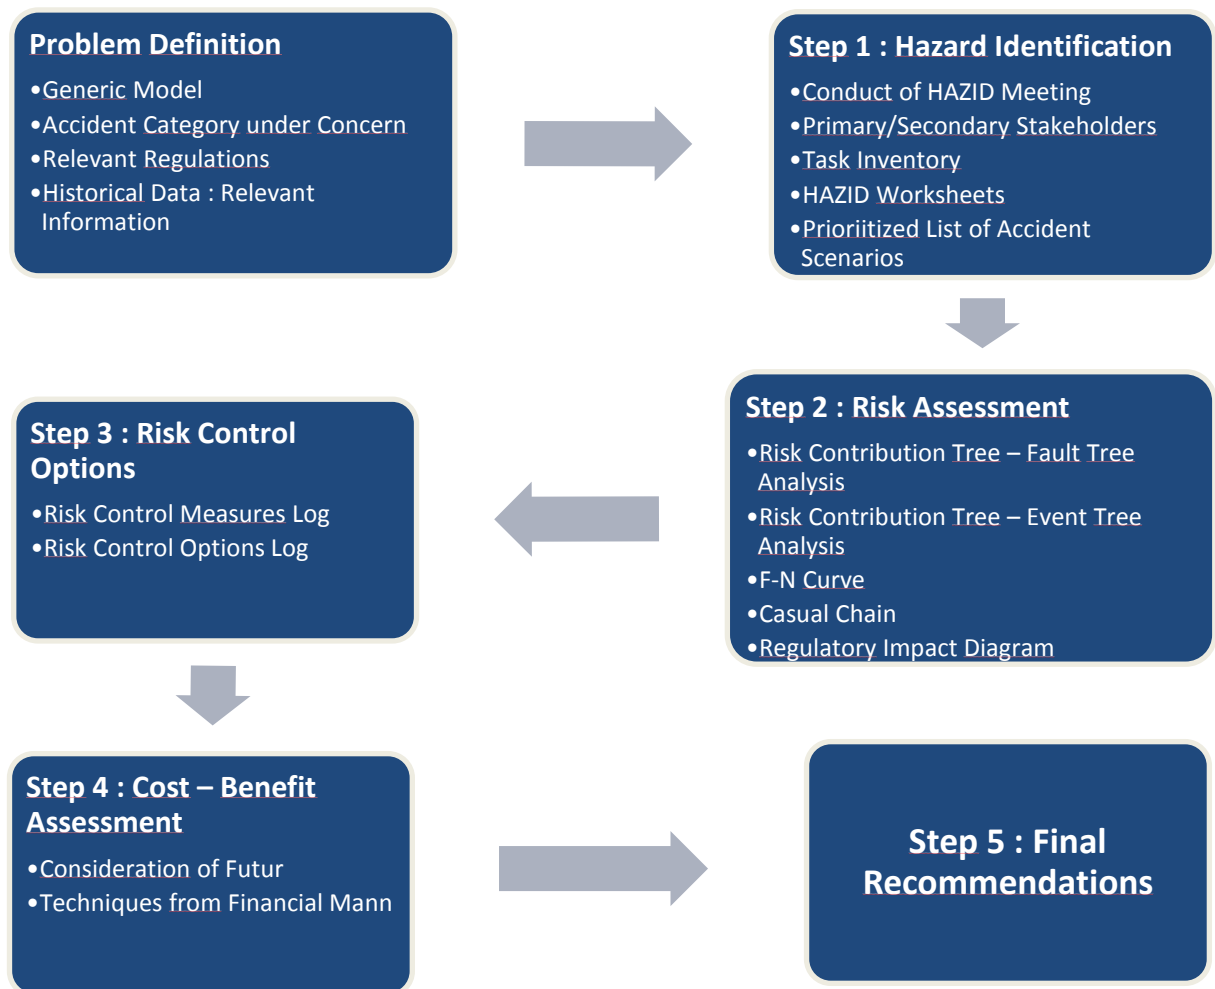 Problem Definition
•Generic Model
•Accident Category under Concern
•Relevant Regulations
•Historical Data : Relevant
Information
Step 1 : Hazard Identification
•Conduct of HAZID Meeting
•Primary/Secondary Stakeholders
•Task Inventory
•HAZID Worksheets
•Prioriitized List of Accident
Scenarios
Step 2 : Risk Assessment
•Risk Contribution Tree – Fault Tree
Analysis
•Risk Contribution Tree – Event Tree
Analysis
•F-N Curve
•Casual Chain
•Regulatory Impact Diagram
Step 3 : Risk Control
Options
•Risk Control Measures Log
•Risk Control Options Log
Step 4 : Cost – Benefit
Assessment
•Consideration of Futur
•Techniques from Financial Mann
Step 5 : Final
Recommendations